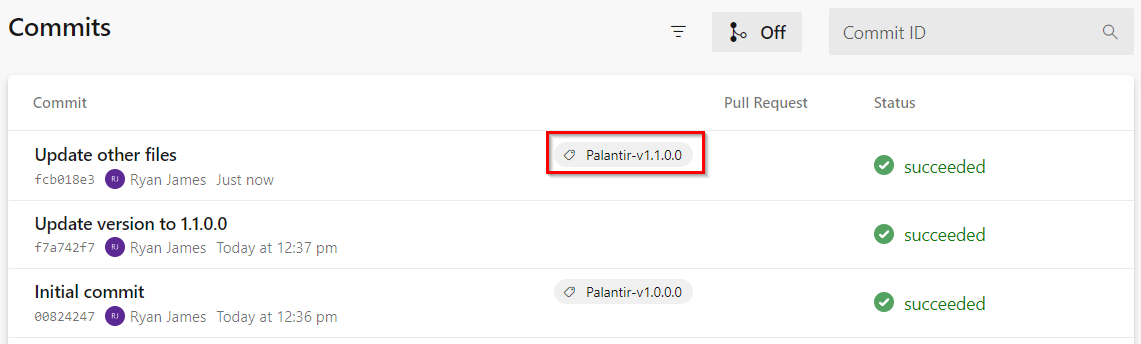 Commits
Off
Commit ID
Commit Pull Request Status
Update other files
Palantir-v1.1.0.0
succeeded
fcb018e3 RJ Ryan James Just now
Update version to 1.1.0.0
succeeded
f7a742f7 RJ Ryan James Today at 12:37 pm
Initial commit
Palantir-v1.0.0.0
succeeded
00824247 RJ Ryan James Today at 12:36 pm